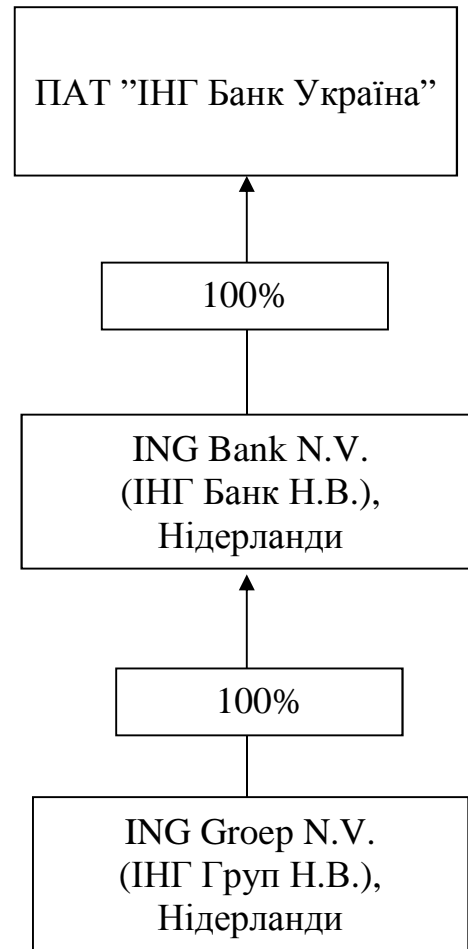 ПАТ ”ІНГ Банк Україна”
100%
ING Bank N.V.
(ІНГ Банк Н.В.),
Нідерланди
100%
ING Groep N.V.
(ІНГ Груп Н.В.),
Нідерланди